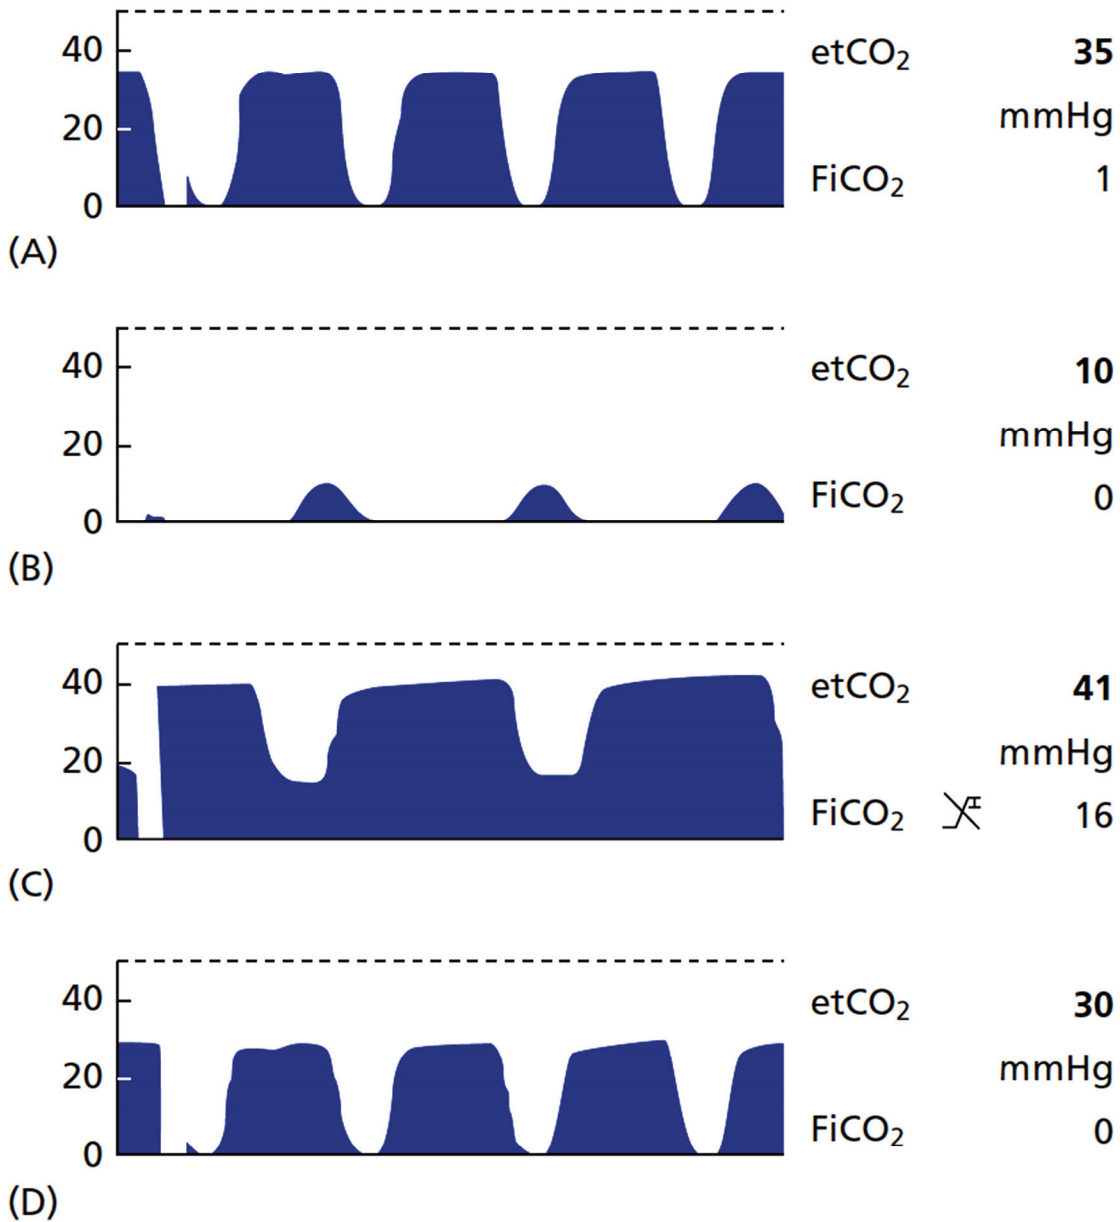 40 etCO₂ 35
20 mmHg
0 FiCO₂ 1
(A)
40 etCO₂ 10
20 mmHg
0 FiCO₂ 0
(B)
40 etCO₂ 41
20 mmHg
0 FiCO₂ 16
(C)
40 etCO₂ 30
20 mmHg
0 FiCO₂ 0
(D)